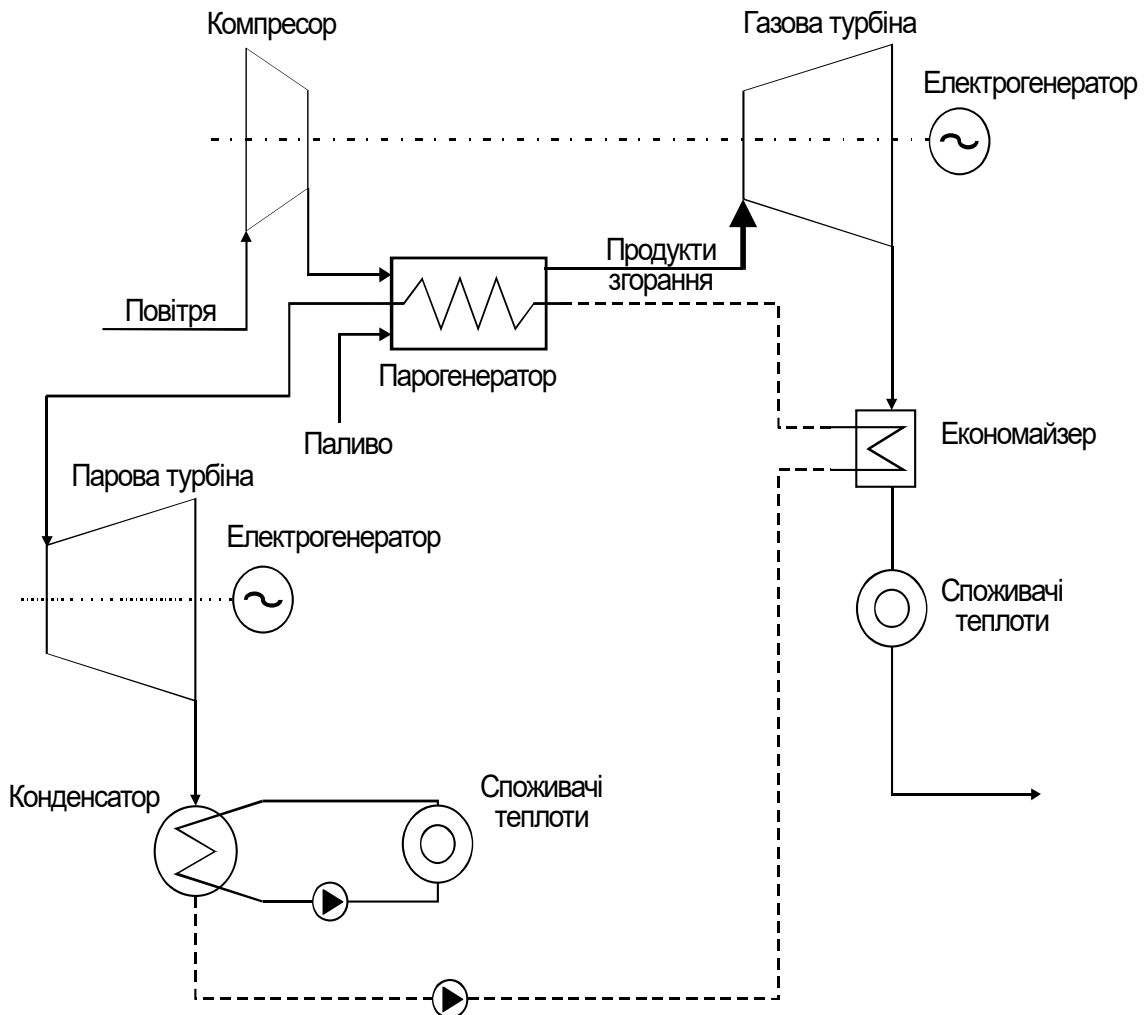 Компресор
Газова турбіна
Електрогенератор
Продукти
згорання
Повітря
Парогенератор
Паливо
Економайзер
Парова турбіна
Електрогенератор
Споживачі
теплоти
Конденсатор
Споживачі
теплоти